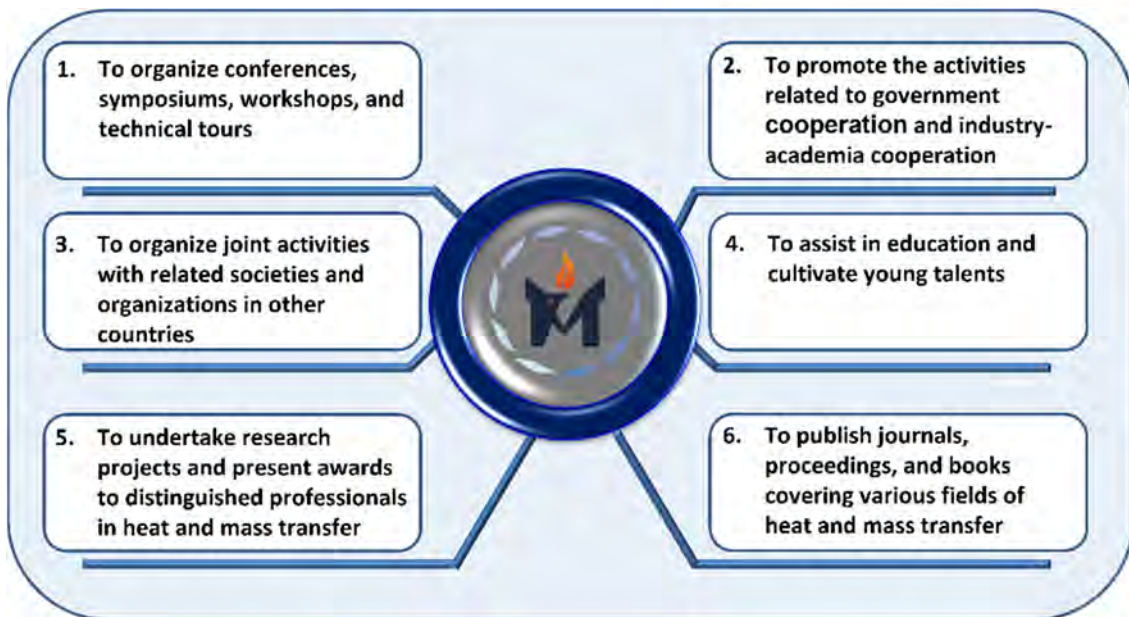 1. To organize conferences,
symposiums, workshops, and
technical tours
2. To promote the activities
related to government
cooperation and industry-
academia cooperation
3. To organize joint activities
with related societies and
organizations in other
countries
4. To assist in education and
cultivate young talents
5. To undertake research
projects and present awards
to distinguished professionals
in heat and mass transfer
6. To publish journals,
proceedings, and books
covering various fields of
heat and mass transfer